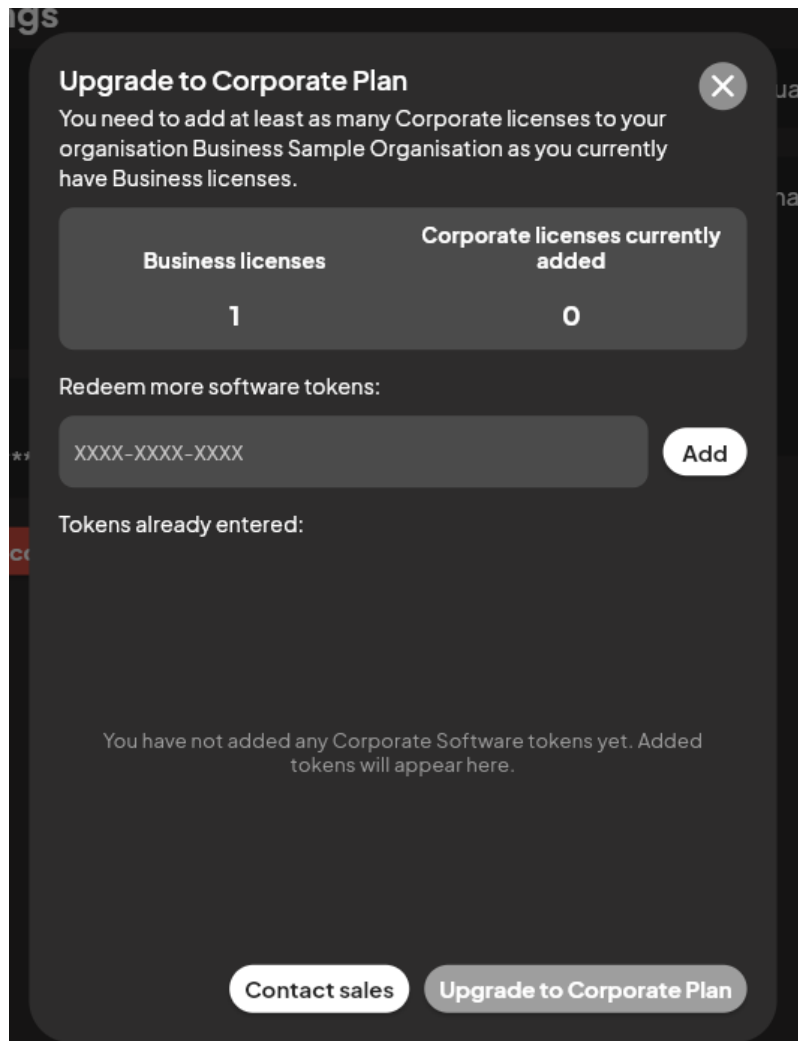 Upgrade to Corporate Plan
You need to add at least as many Corporate licenses to your
organisation Business Sample Organisation as you currently
have Business licenses.
Business licenses
Corporate licenses currently
added
1
0
Redeem more software tokens:
XXXX-XXXX-XXXX
Add
Tokens already entered:
You have not added any Corporate Software tokens yet. Added
tokens will appear here.
Contact sales
Upgrade to Corporate Plan